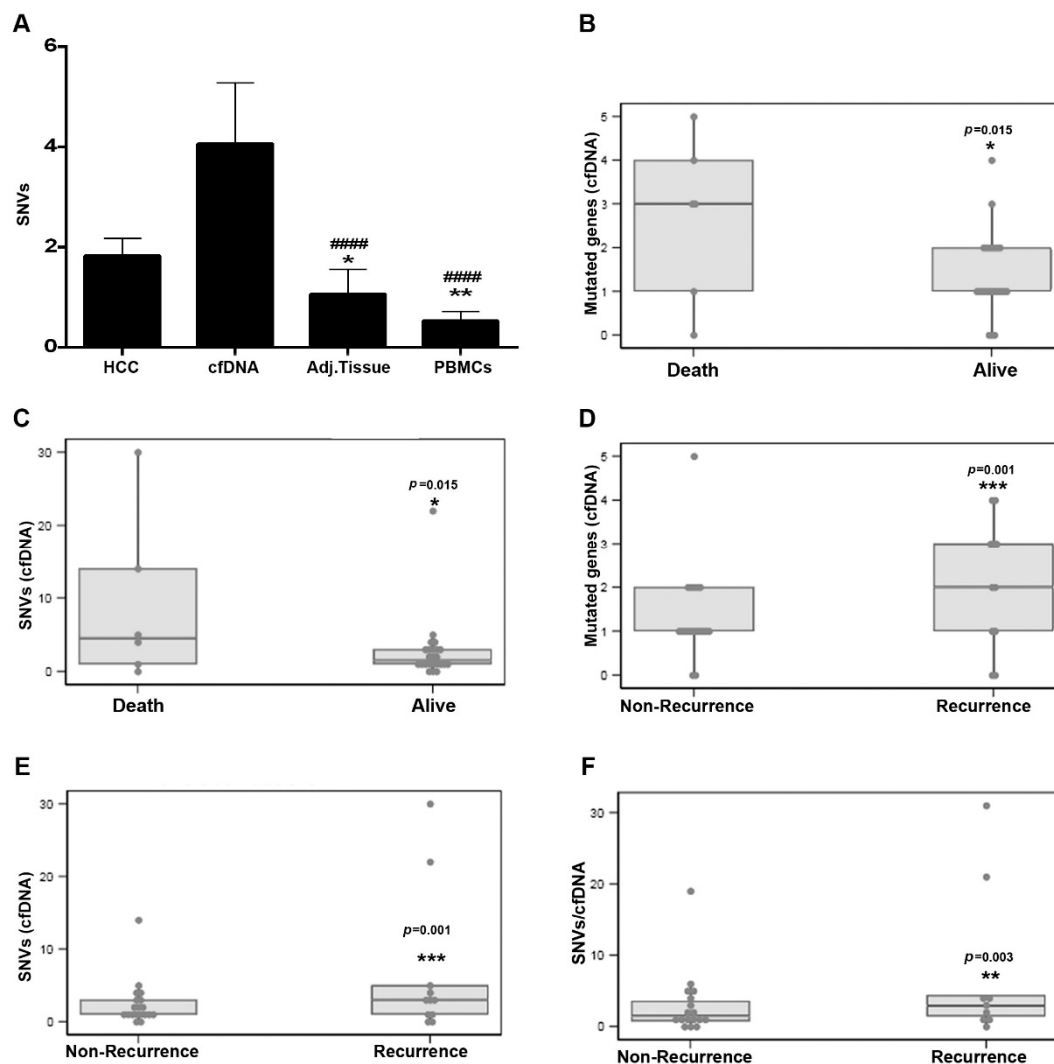 A
6
4
2
0
SNVs
####
*
####
**
HCC cfDNA Adj.Tissue PBMCs
B
5
4
3
2
1
0
Mutated genes (cfDNA)
p=0.015
*
Death Alive
C
30
20
10
0
SNVs (cfDNA)
p=0.015
*
Death Alive
D
5
4
3
2
1
0
Mutated genes (cfDNA)
p=0.001
***
Non-Recurrence Recurrence
E
30
20
10
0
SNVs (cfDNA)
p=0.001
***
Non-Recurrence Recurrence
F
30
20
10
0
SNVs/cfDNA
p=0.003
**
Non-Recurrence Recurrence